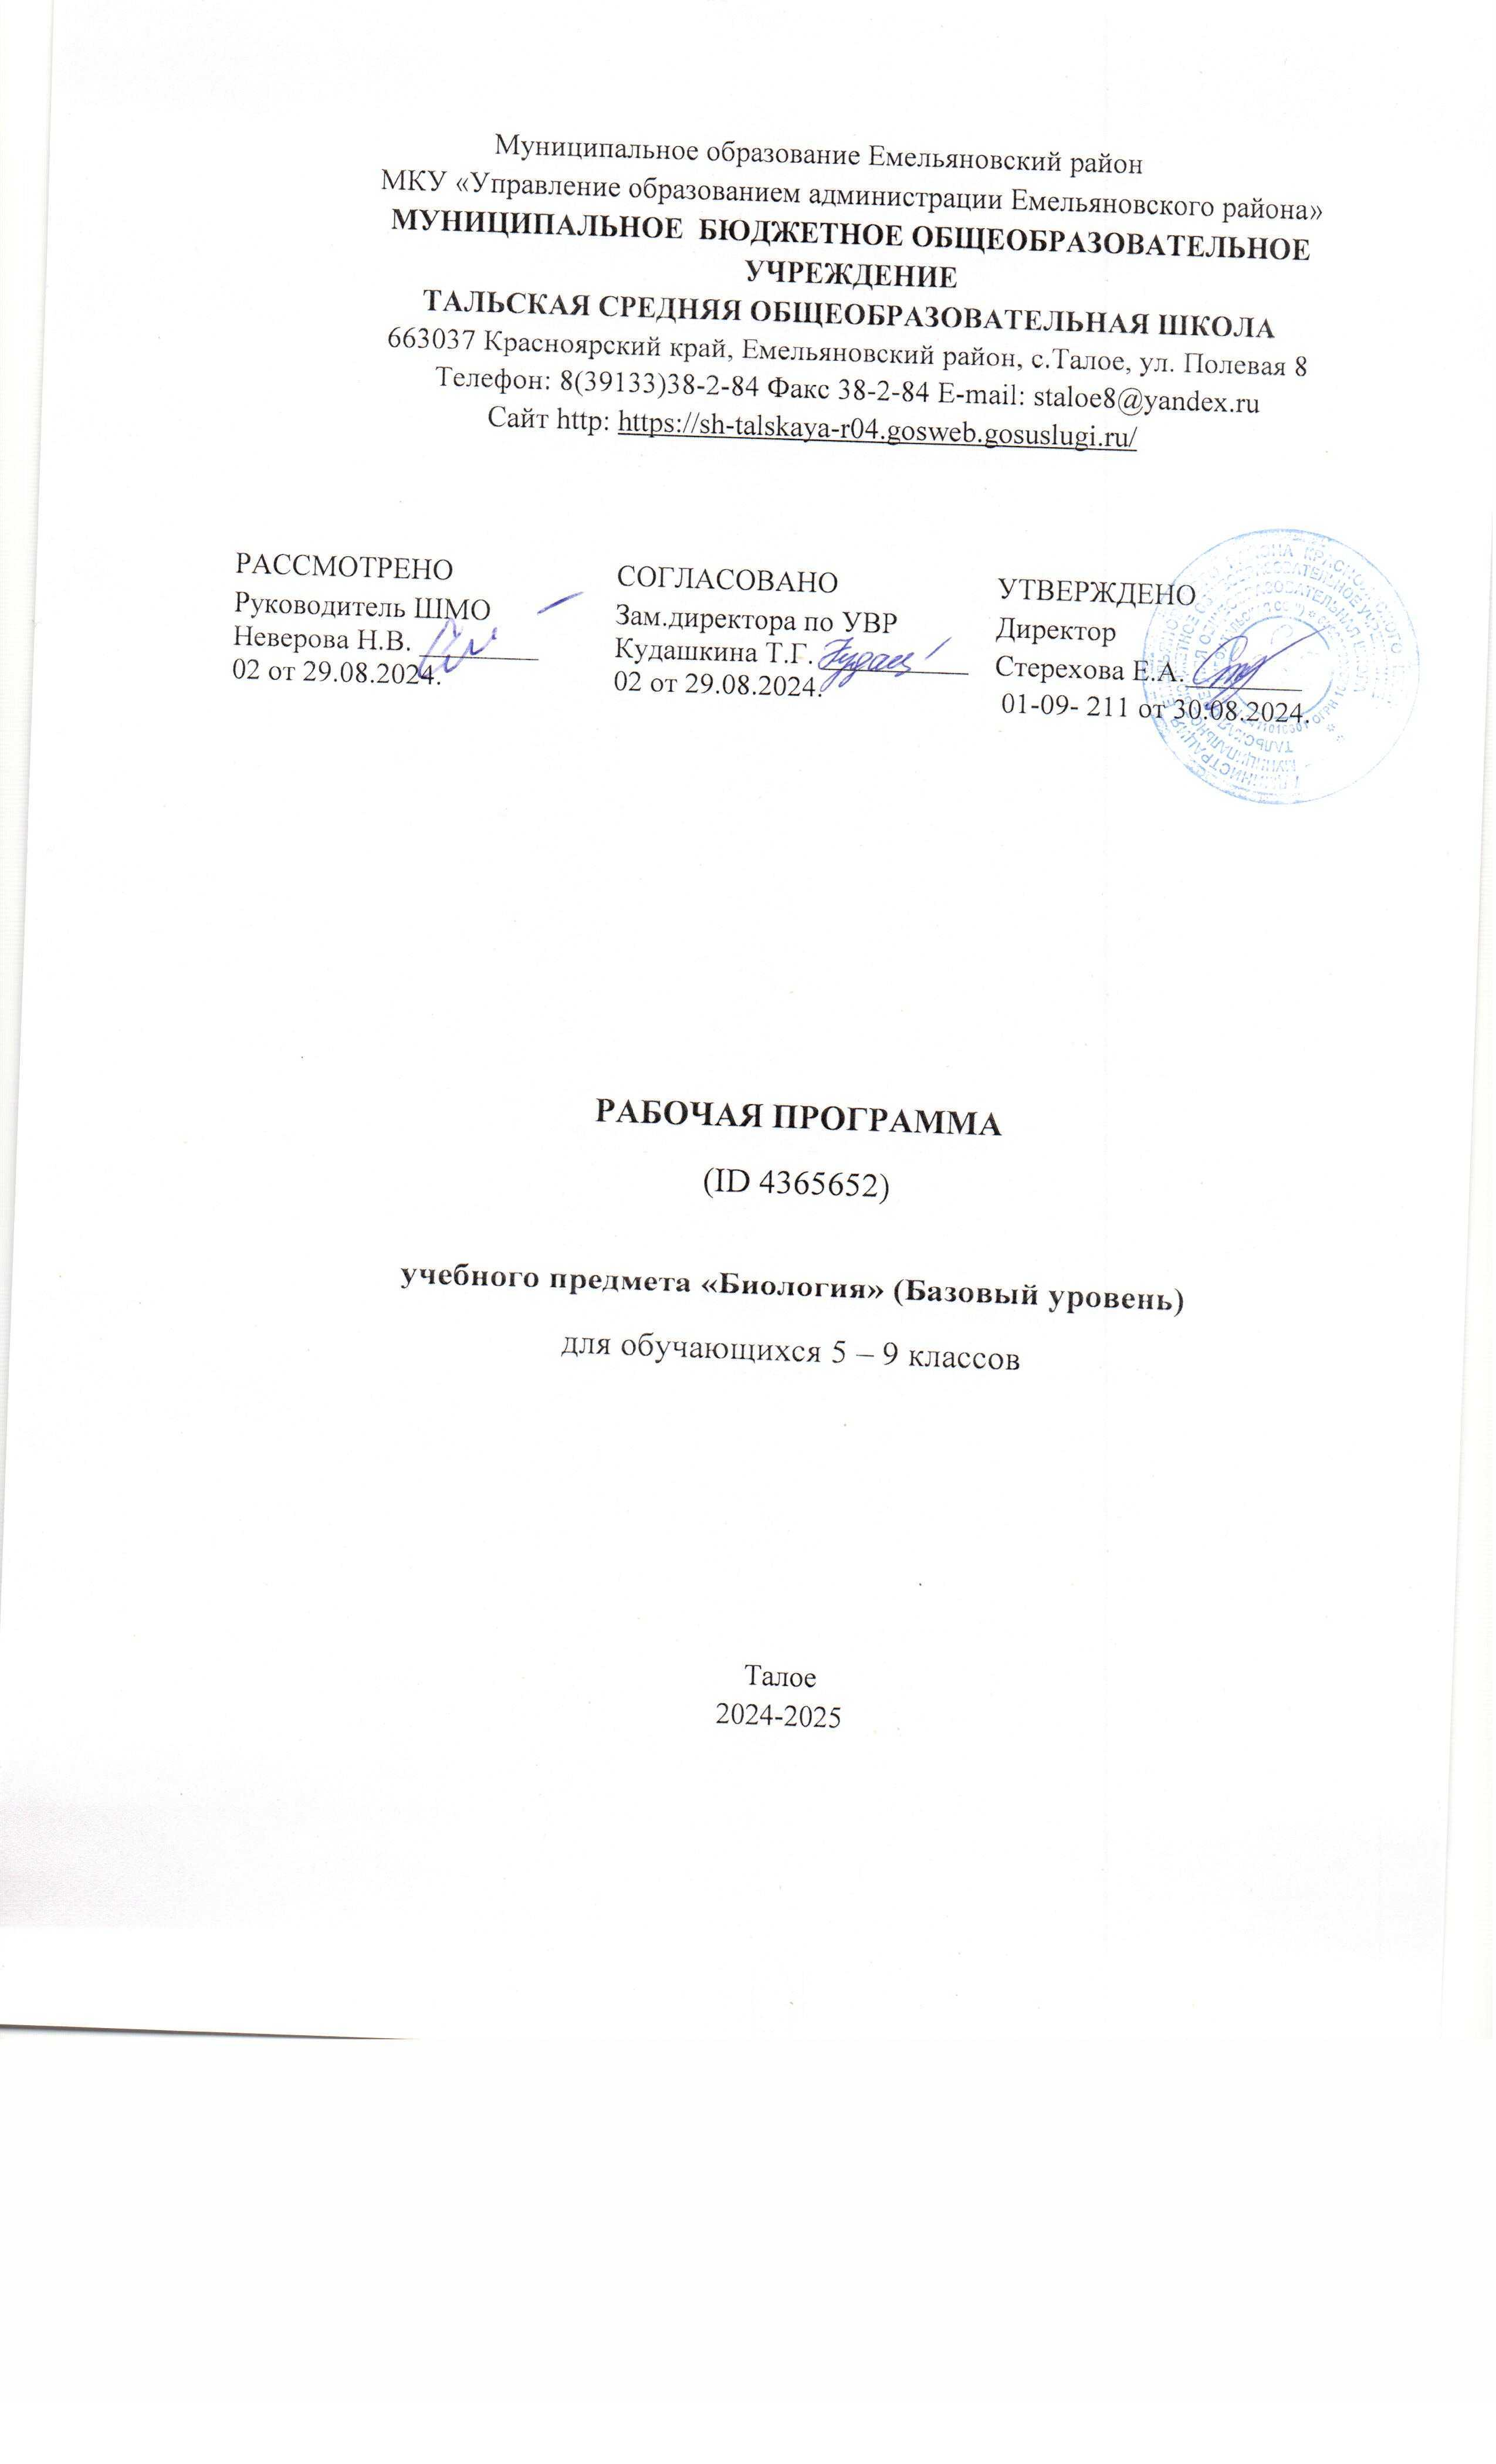 Муниципальное образование Емельяновский район
МКУ «Управление образованием администрации Емельяновского района»
МУНИЦИПАЛЬНОЕ БЮДЖЕТНОЕ ОБЩЕОБРАЗОВАТЕЛЬНОЕ
УЧРЕЖДЕНИЕ
ТАЛЬСКАЯ СРЕДНЯЯ ОБЩЕОБРАЗОВАТЕЛЬНАЯ ШКОЛА
663037 Красноярский край, Емельяновский район, с.Талое, ул. Полевая 8
Телефон: 8(39133)38-2-84 Факс 38-2-84 E-mail: staloe8@yandex.ru
Сайт http: https://sh-talskaya-r04.gosweb.gosuslugi.ru/
РАССМОТРЕНО
Руководитель ШМО
Неверова Н.В.
02 от 29.08.2024.
СОГЛАСОВАНО
Зам.директора по УВР
Кудашкина Т.Г.
02 от 29.08.2024.
УТВЕРЖДЕНО
Директор
Стерехова Е.А.
01-09- 211 от 30.08.2024.
РАБОЧАЯ ПРОГРАММА
(ID 4365652)
учебного предмета «Биология» (Базовый уровень)
для обучающихся 5 – 9 классов
Талое
2024-2025